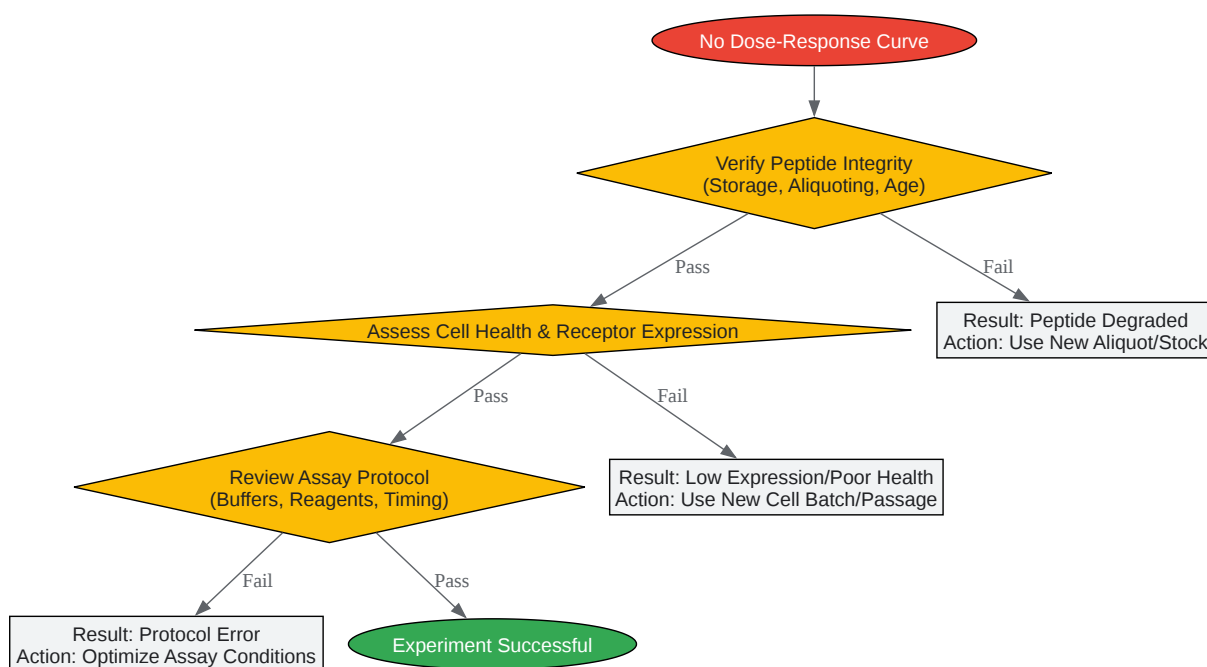 No Dose-Response Curve
Verify Peptide Integrity
(Storage, Aliquoting, Age)
Pass
Fail
Assess Cell Health & Receptor Expression
Result: Peptide Degraded
Action: Use New Aliquot/Stock
Pass
Fail
Review Assay Protocol
(Buffers, Reagents, Timing)
Result: Low Expression/Poor Health
Action: Use New Cell Batch/Passage
Fail
Pass
Result: Protocol Error
Action: Optimize Assay Conditions
Experiment Successful